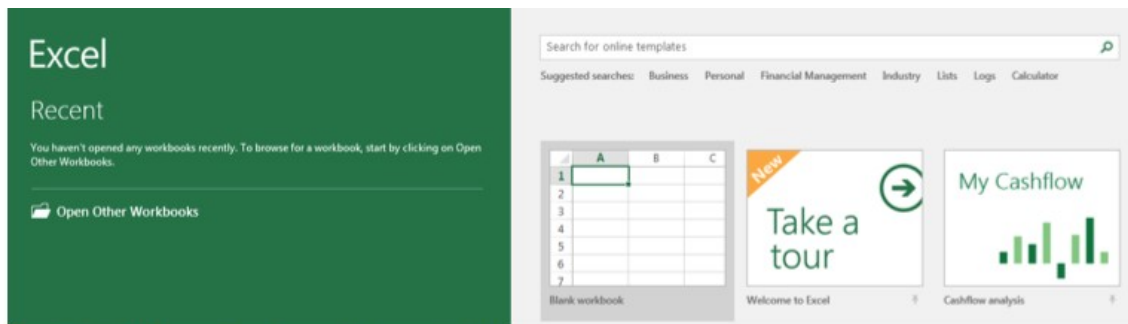 Excel
Recent
You haven't opened any workbooks recently. To browse for a workbook, start by clicking on Open
Other Workbooks.
Open Other Workbooks
Search for online templates
Suggested searches: Business Personal Financial Management Industry Lists Logs Calculator
A B C
1
2
3
4
5
6
7
Blank workbook
New
Take a
tour
Welcome to Excel
My Cashflow
Cashflow analysis